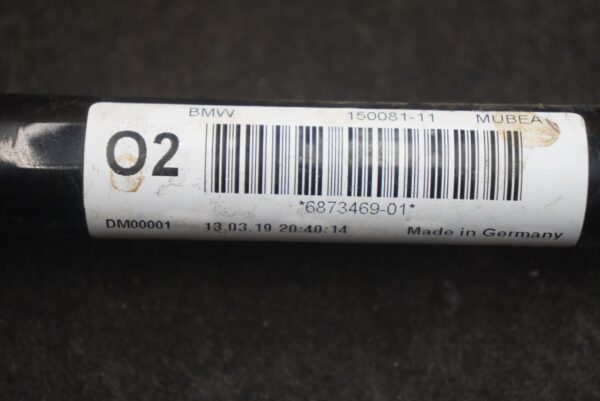 BMW 150081-11 MUBEA
O2
*6873469-01*
DM00001 13.03.19 20:40:14 Made in Germany